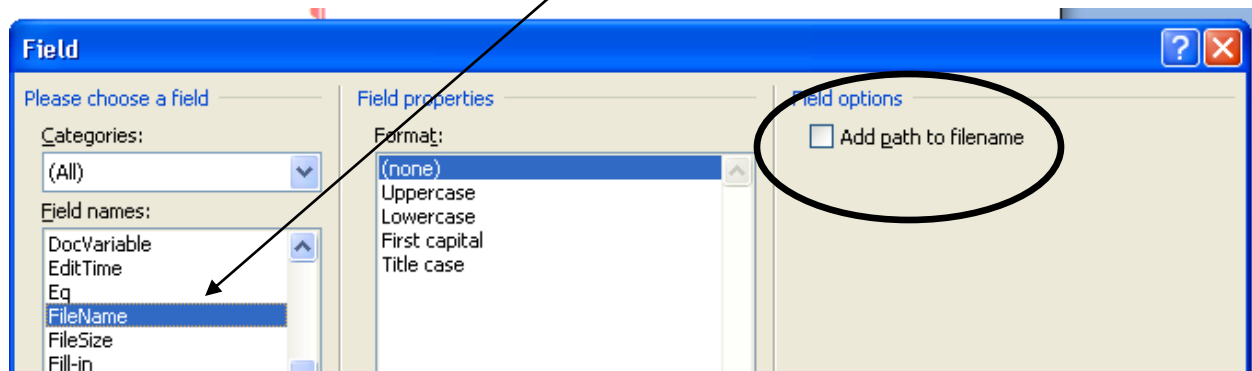 ¶
Field
?
Please choose a field
Categories:
(All)
Field names:
DocVariable
EditTime
Eq
FileName
FileSize
Fill-in
Field properties
Format:
(none)
Uppercase
Lowercase
First capital
Title case
Field options
Add path to filename